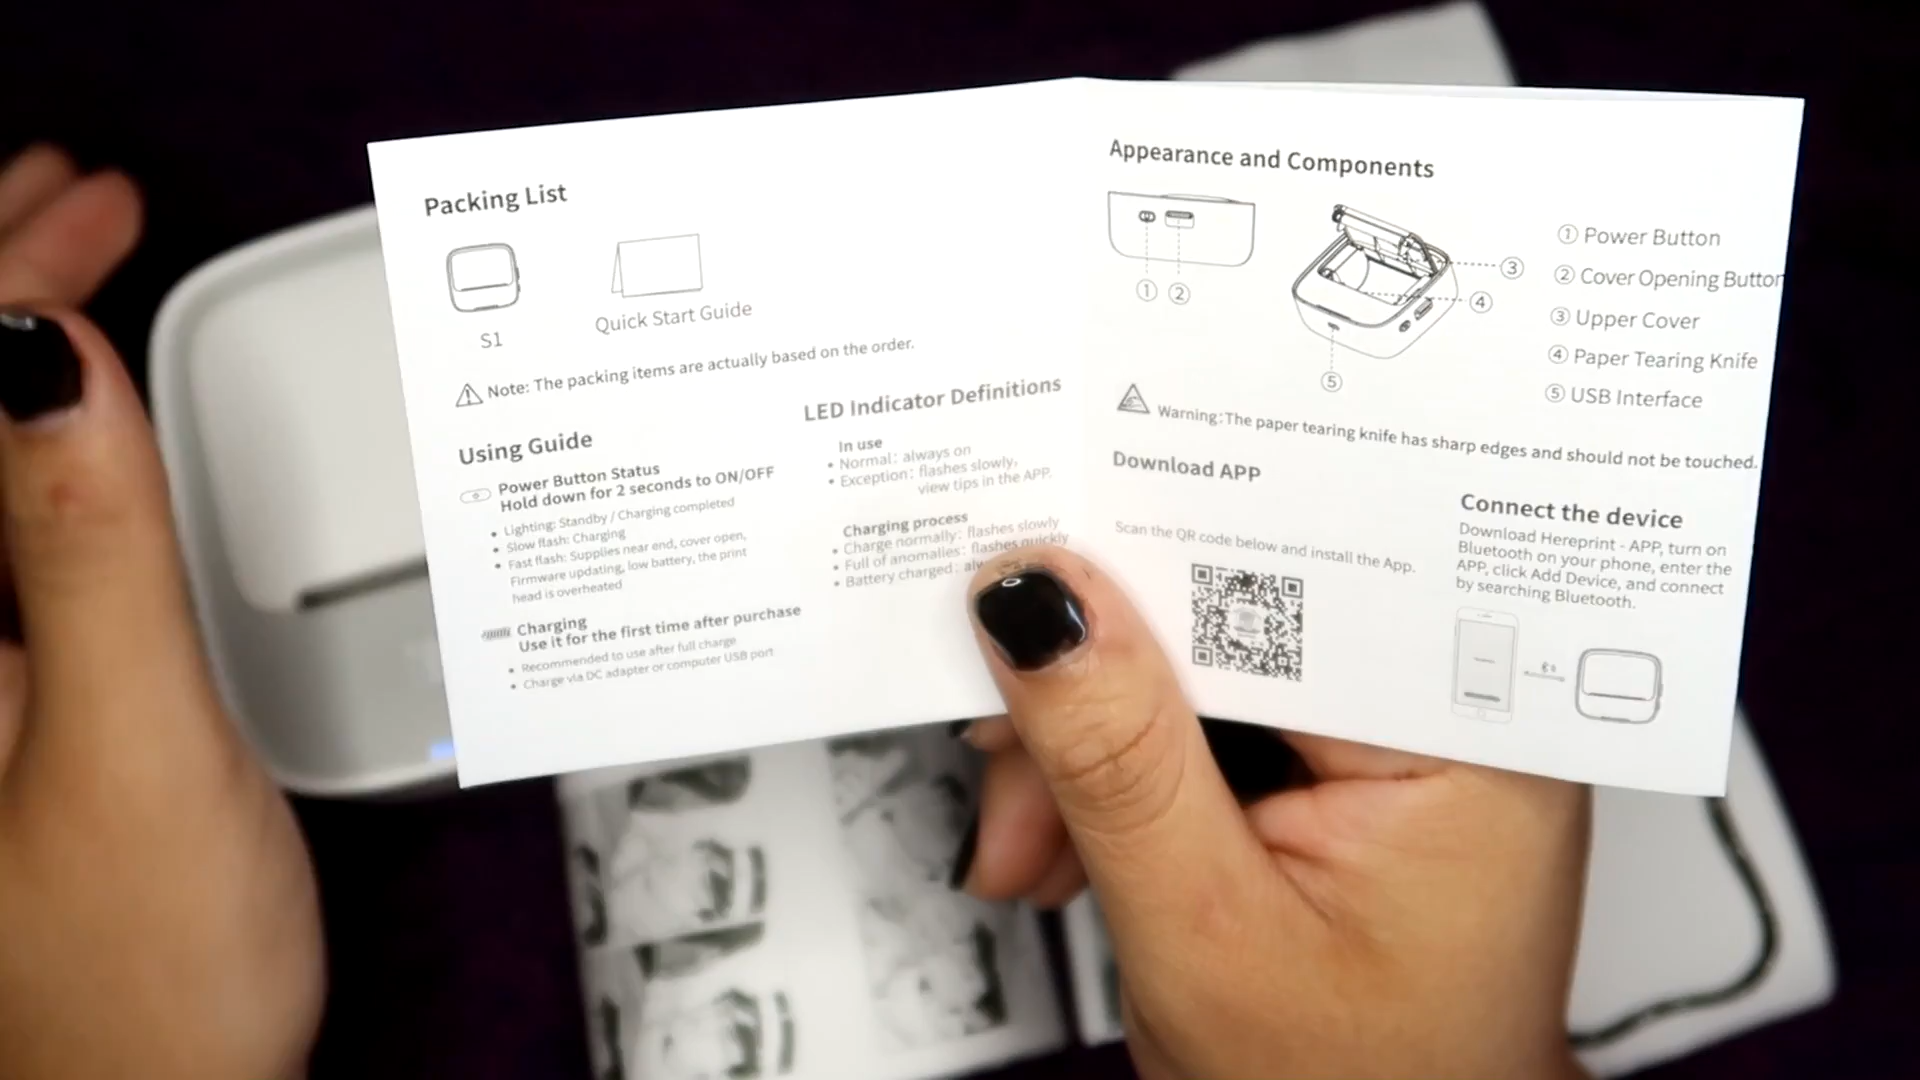 Packing List
S1
Quick Start Guide
Note: The packing items are actually based on the order.
Using Guide
Power Button Status
Hold down for 2 seconds to ON/OFF
• Lighting: Standby / Charging completed
• Slow flash: Charging
• Fast flash: Supplies near end, cover open,
Firmware updating, low battery, the print
head is overheated
Charging
Use it for the first time after purchase
• Recommended to use after full charge
• Charge via DC adapter or computer USB port
LED Indicator Definitions
In use
• Normal: always on
• Exception: flashes slowly,
view tips in the APP.
Charging process
• Charge normally: flashes slowly
• Full of anomalies: flashes quickly
• Battery charged:
Appearance and Components
① ②
③
④
⑤
① Power Button
② Cover Opening Button
③ Upper Cover
④ Paper Tearing Knife
⑤ USB Interface
Warning:The paper tearing knife has sharp edges and should not be touched.
Download APP
Scan the QR code below and install the App.
Connect the device
Download Hereprint - APP, turn on
Bluetooth on your phone, enter the
APP, click Add Device, and connect
by searching Bluetooth.